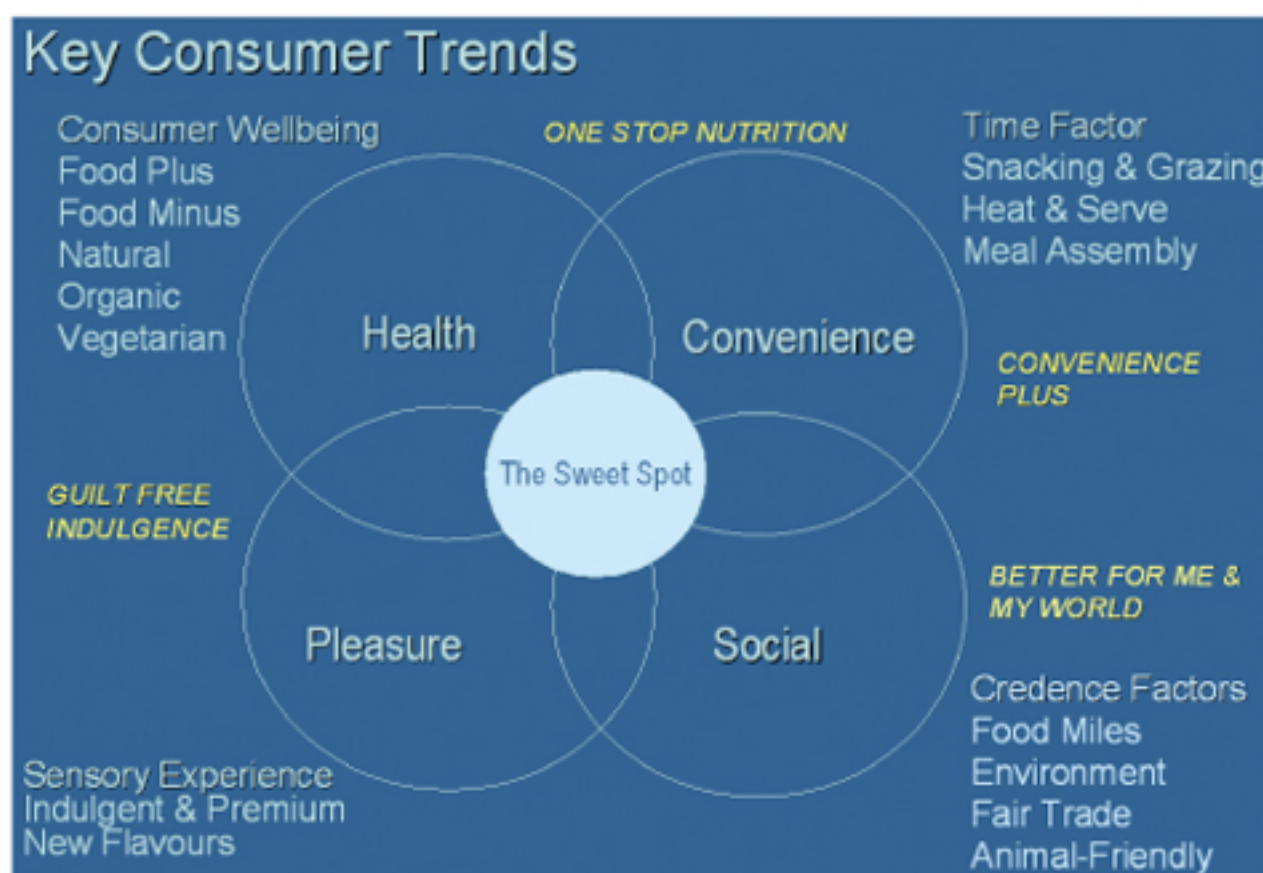 Key Consumer Trends
Consumer Wellbeing
Food Plus
Food Minus
Natural
Organic
Vegetarian
ONE STOP NUTRITION
Time Factor
Snacking & Grazing
Heat & Serve
Meal Assembly
Health
Convenience
CONVENIENCE
PLUS
The Sweet Spot
GUILT FREE
INDULGENCE
BETTER FOR ME &
MY WORLD
Pleasure
Social
Sensory Experience
Indulgent & Premium
New Flavours
Credence Factors
Food Miles
Environment
Fair Trade
Animal-Friendly